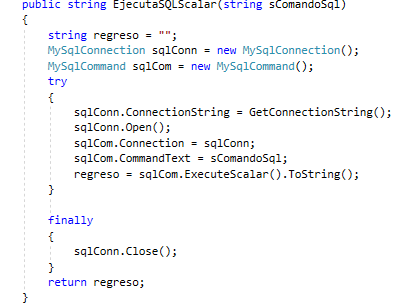 public string EjecutaSQLScalar(string sComandoSql)
{
string regreso = "";
MySqlConnection sqlConn = new MySqlConnection();
MySqlCommand sqlCom = new MySqlCommand();
try
{
sqlConn.ConnectionString = GetConnectionString();
sqlConn.Open();
sqlCom.Connection = sqlConn;
sqlCom.CommandText = sComandoSql;
regreso = sqlCom.ExecuteScalar().ToString();
}
finally
{
sqlConn.Close();
}
return regreso;
}